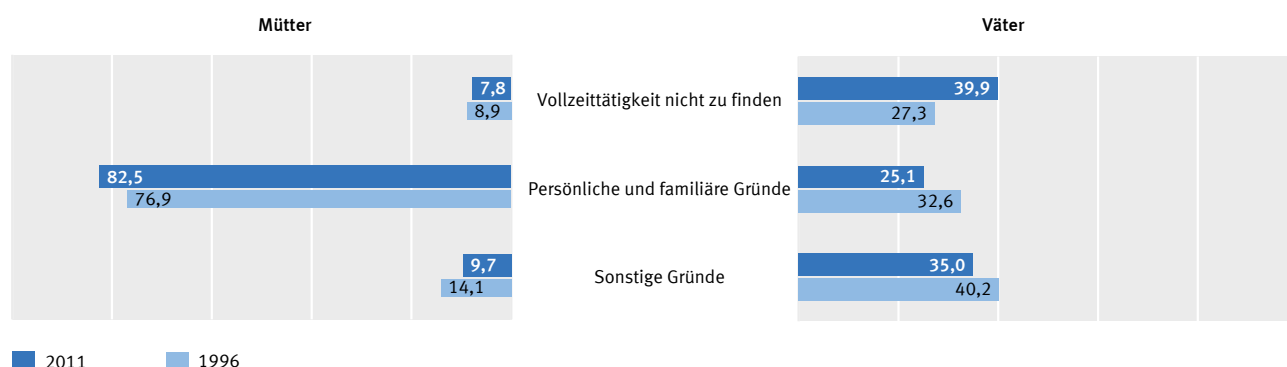 Mütter Väter
7,8 Vollzeittätigkeit nicht zu finden 39,9
8,9 27,3
82,5 Persönliche und familiäre Gründe 25,1
76,9 32,6
9,7 Sonstige Gründe 35,0
14,1 40,2
2011 1996